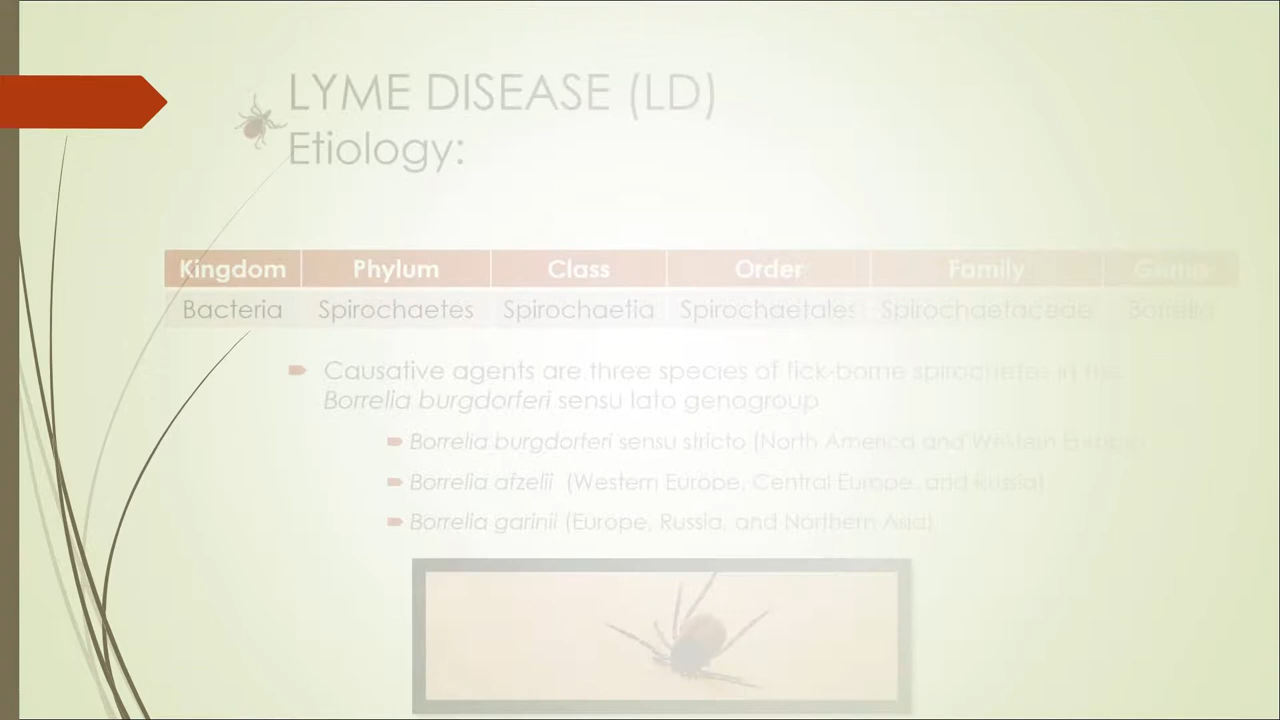 LYME DISEASE (LD)
Etiology:
Kingdom Phylum Class Order Family Genus
Bacteria Spirochaetes Spirochaetia Spirochaetales Spirochaetaceae Borrelia
Causative agents are three species of tick-borne spirochetes in the
Borrelia burgdorferi sensu lato genogroup
Borrelia burgdorferi sensu stricto (North America and Western Europe)
Borrelia afzelii (Western Europe, Central Europe, and Russia)
Borrelia garinii (Europe, Russia, and Northern Asia)